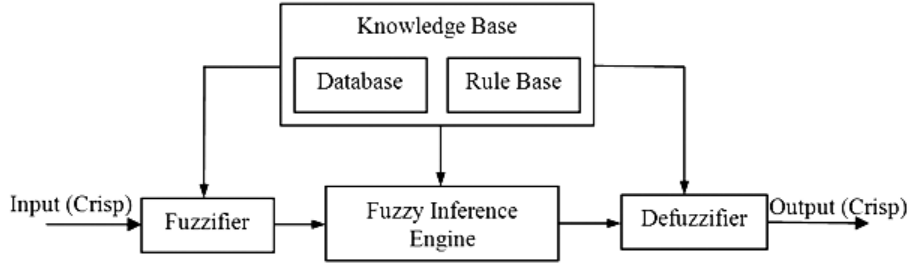 Knowledge Base
Database
Rule Base
Input (Crisp)
Fuzzifier
Fuzzy Inference
Engine
Defuzzifier
Output (Crisp)